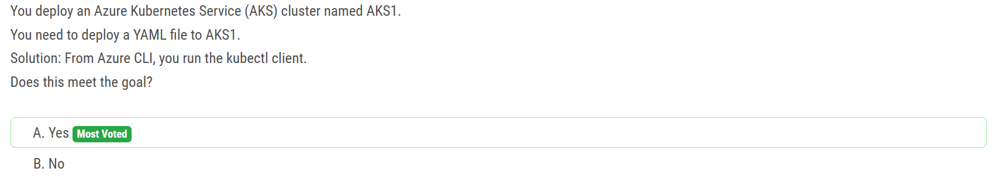 You deploy an Azure Kubernetes Service (AKS) cluster named AKS1.
You need to deploy a YAML file to AKS1.
Solution: From Azure CLI, you run the kubectl client.
Does this meet the goal?
A. Yes Most Voted
B. No